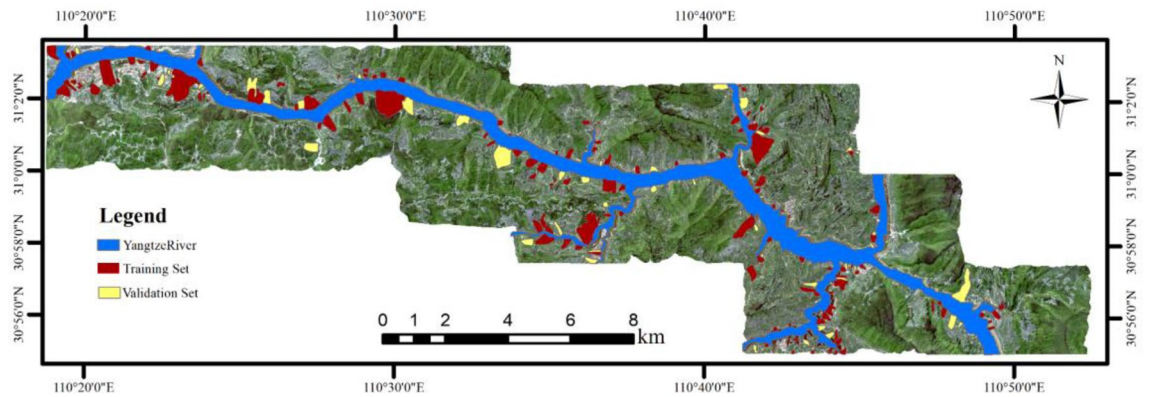 110°20'0"E 110°30'0"E 110°40'0"E 110°50'0"E
N
31°2'0"N
31°0'0"N
30°58'0"N
30°56'0"N
31°2'0"N
31°0'0"N
30°58'0"N
30°56'0"N
Legend
YangtzeRiver
Training Set
Validation Set
0 1 2 4 6 8
km
110°20'0"E 110°30'0"E 110°40'0"E 110°50'0"E